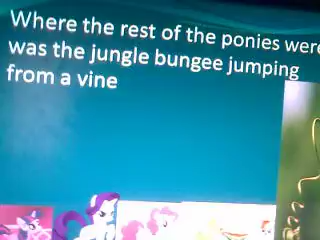 Where the rest of the ponies were
was the jungle bungee jumping
from a vine